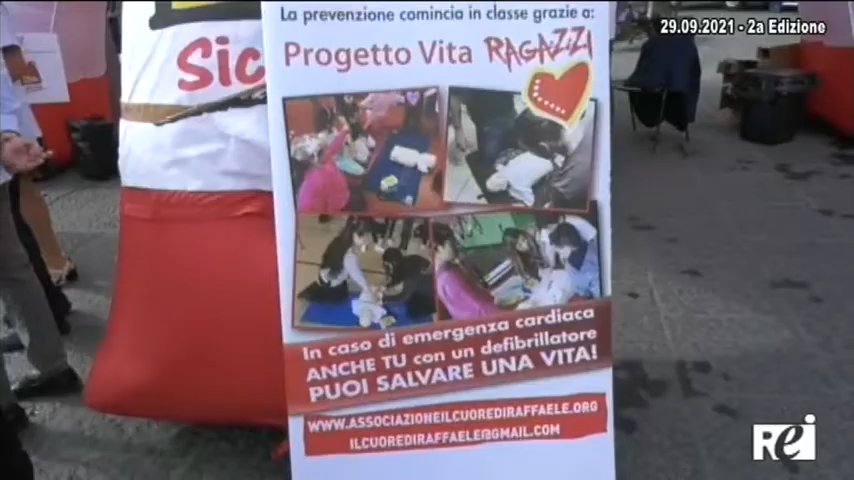 La prevenzione comincia in classe grazie a:
29.09.2021 - 2a Edizione
Progetto Vita RAGAZZI
Sic
In caso di emergenza cardiaca
ANCHE TU con un defibrillatore
PUOI SALVARE UNA VITA!
WWW.ASSOCIAZIONEILCUOREDIRAFFAELE.ORG
ILCUOREDIRAFFAELE@GMAIL.COM
Rei